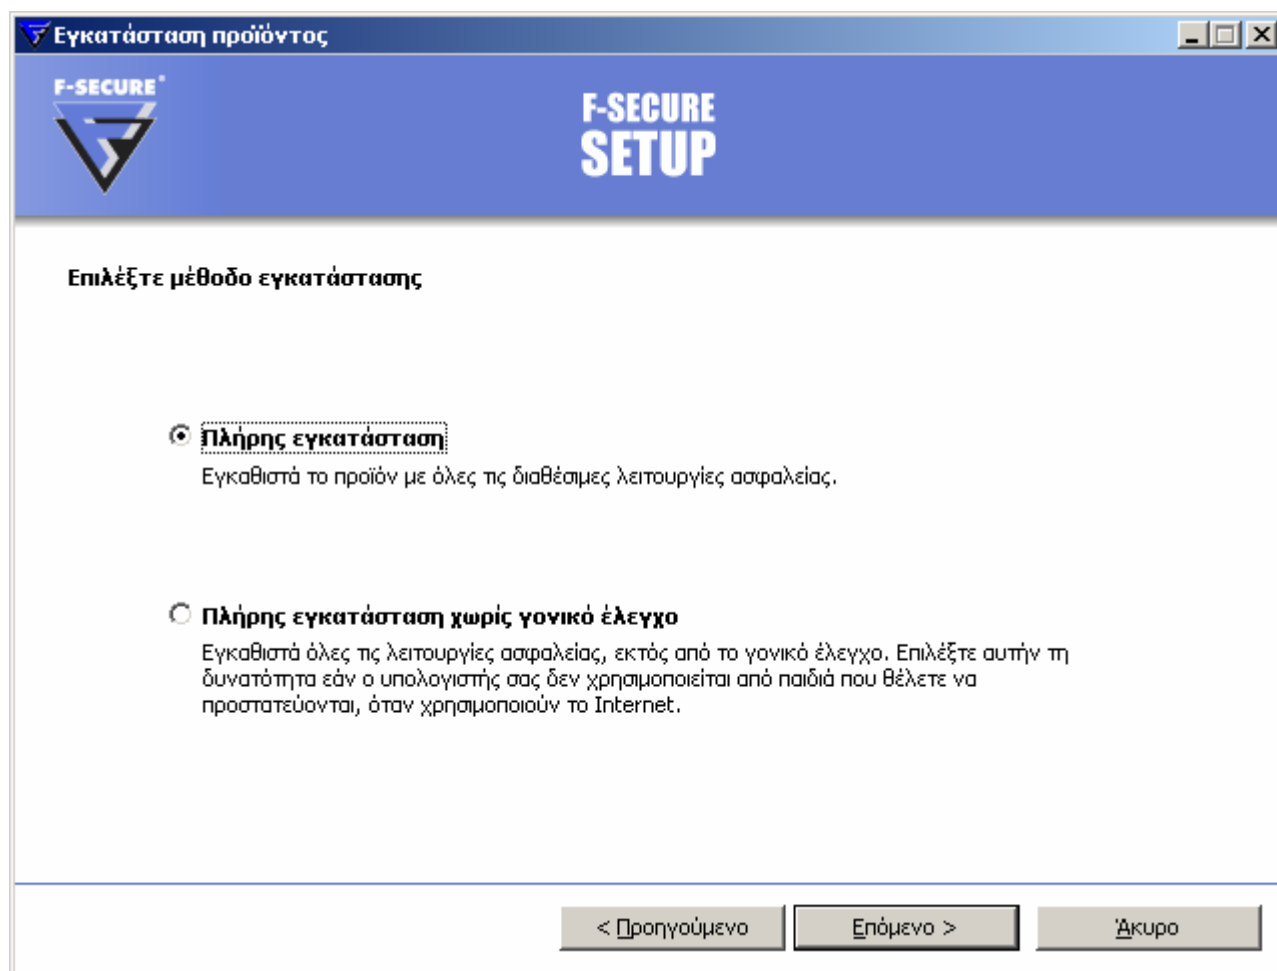 Εγκατάσταση προϊόντος
F-SECURE®
F-SECURE
SETUP
Επιλέξτε μέθοδο εγκατάστασης
Πλήρης εγκατάσταση
Εγκαθιστά το προϊόν με όλες τις διαθέσιμες λειτουργίες ασφαλείας.
Πλήρης εγκατάσταση χωρίς γονικό έλεγχο
Εγκαθιστά όλες τις λειτουργίες ασφαλείας, εκτός από το γονικό έλεγχο. Επιλέξτε αυτήν τη
δυνατότητα εάν ο υπολογιστής σας δεν χρησιμοποιείται από παιδιά που θέλετε να
προστατεύονται, όταν χρησιμοποιούν το Internet.
< Προηγούμενο
Επόμενο >
Άκυρο